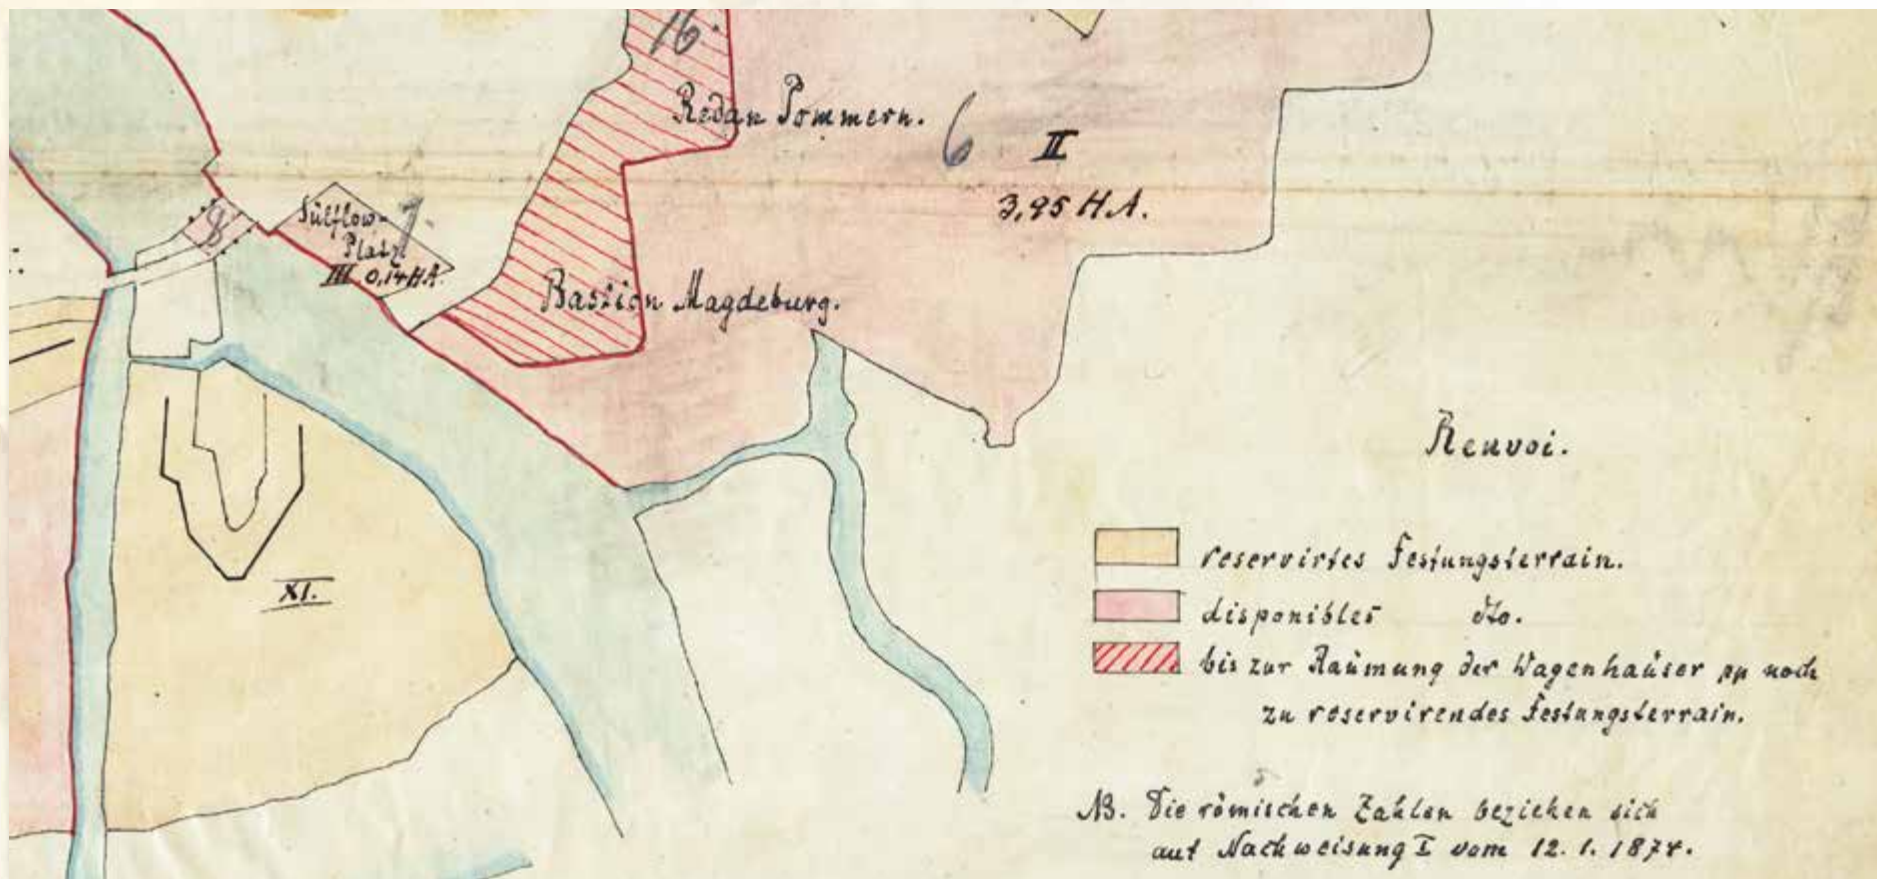 16.
Redan Pommern.
6
II
3,95 H.A.
8
Sülflow-
Platz
7.
III 0,14 H.A.
Bastion Magdeburg.
XI.
Renvoi.
reservirtes Festungsterrain.
disponibles dto.
bis zur Räumung der Wagenhäuser pp noch
zu reservirendes Festungsterrain.
NB. Die römischen Zahlen beziehen sich
auf Nachweisung I vom 12. 1. 1874.